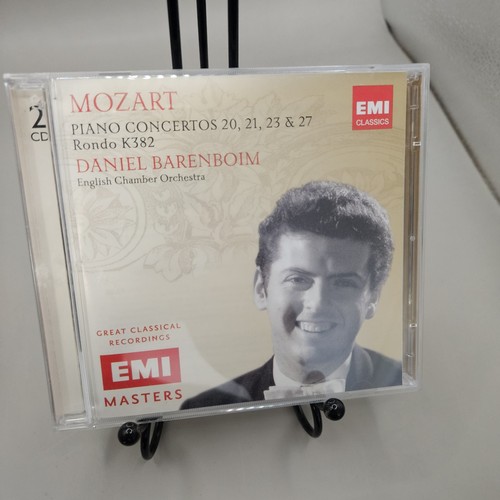 2
CD
MOZART
PIANO CONCERTOS 20, 21, 23 & 27
Rondo K382
DANIEL BARENBOIM
English Chamber Orchestra
EMI
CLASSICS
GREAT CLASSICAL
RECORDINGS
EMI
MASTERS